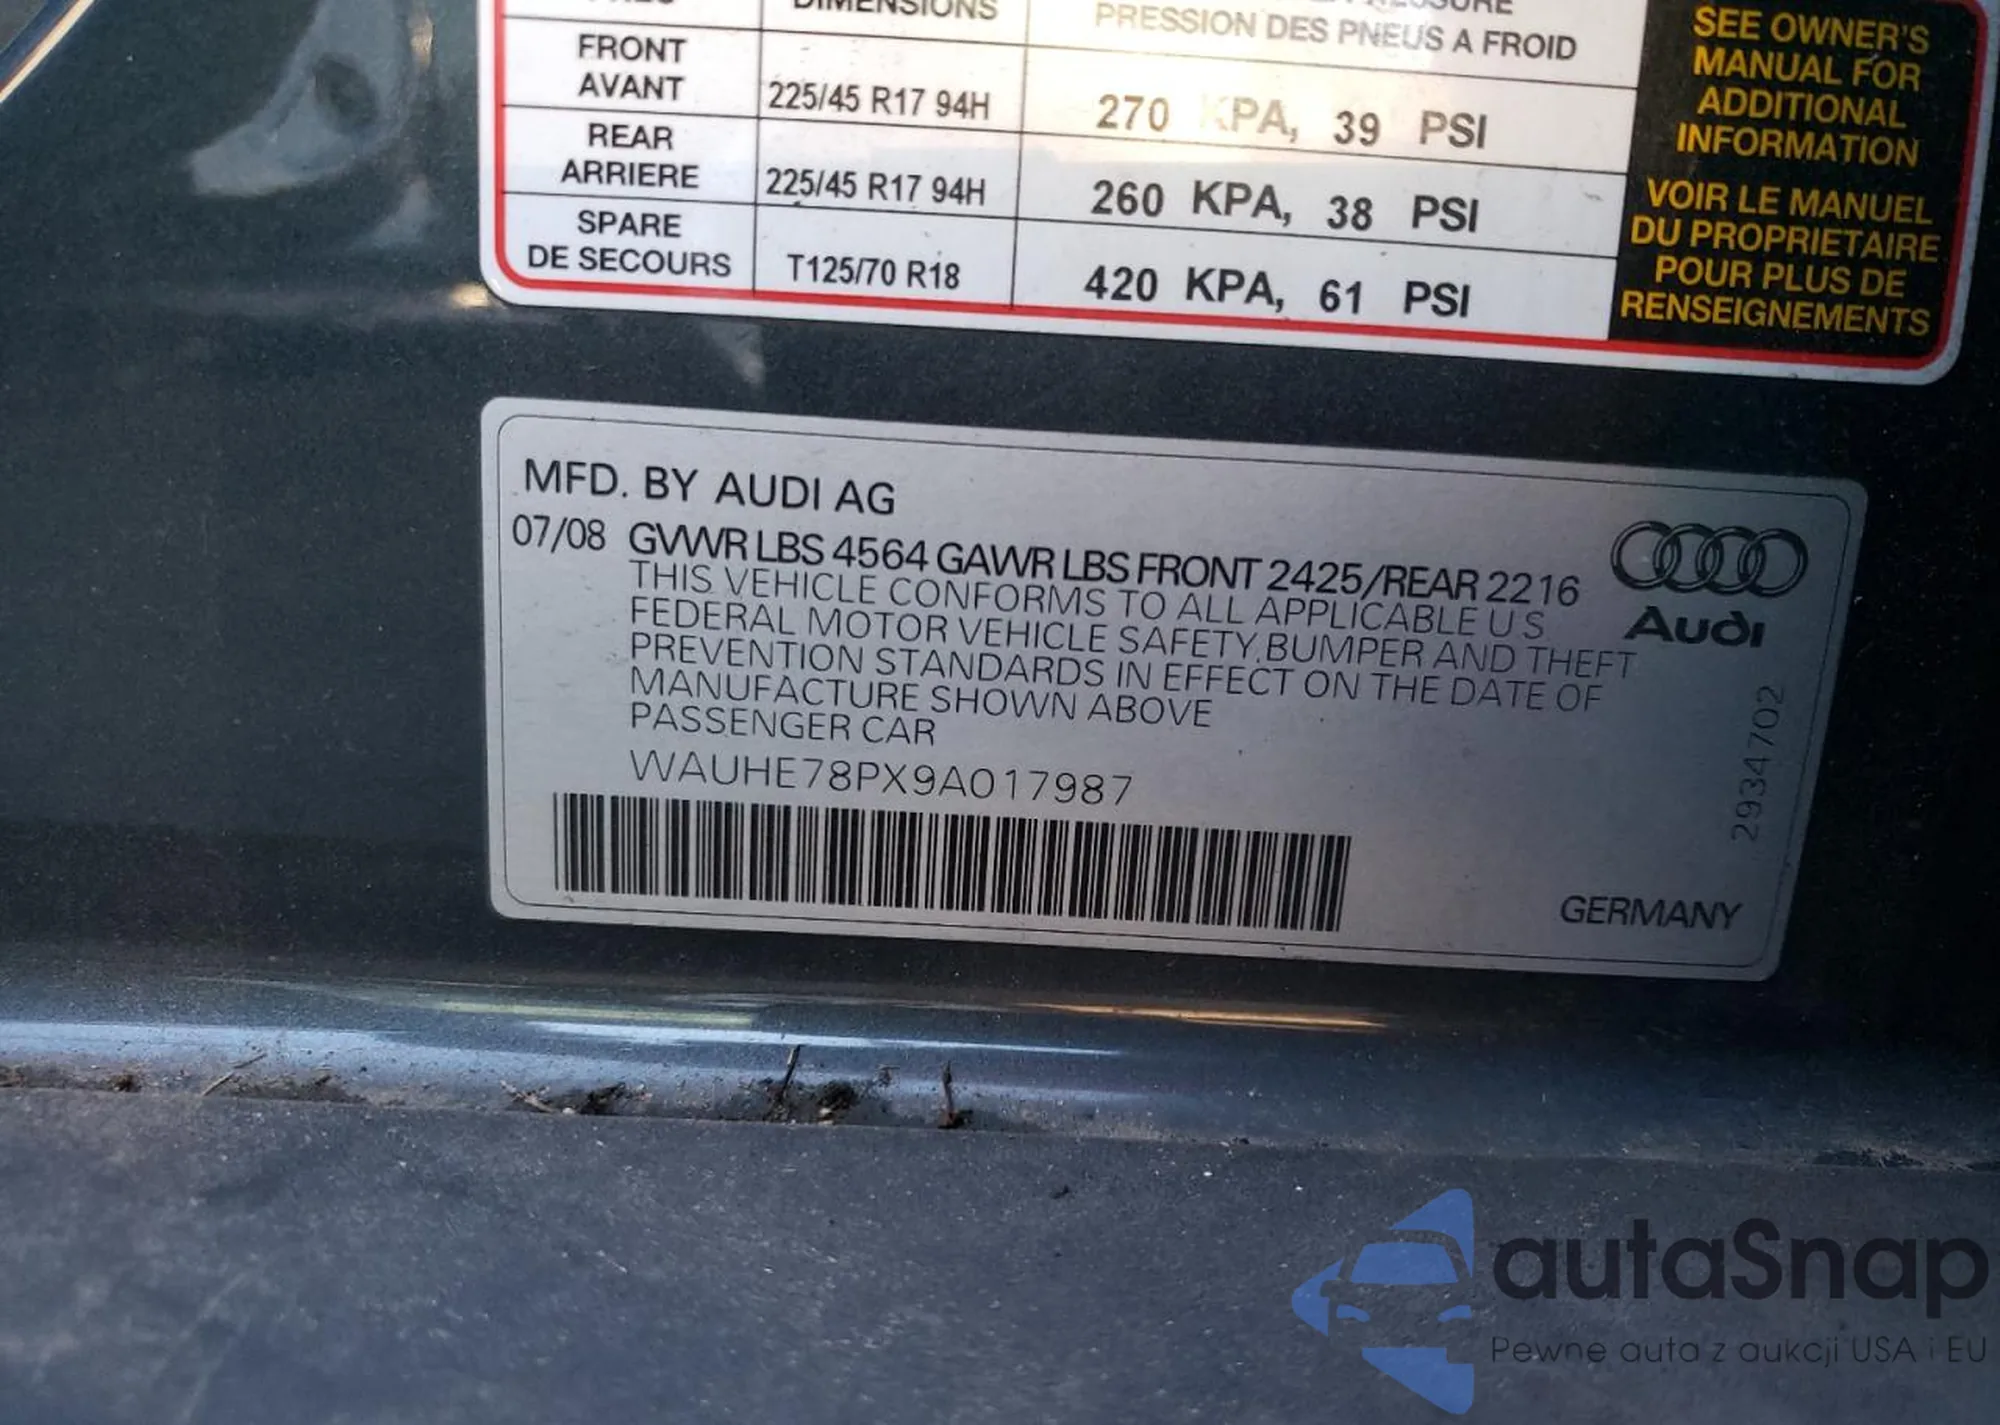 DIMENSIONS
PRESSION DES PNEUS A FROID
FRONT
AVANT
225/45 R17 94H
270 KPA, 39 PSI
REAR
ARRIERE
225/45 R17 94H
260 KPA, 38 PSI
SPARE
DE SECOURS
T125/70 R18
420 KPA, 61 PSI
SEE OWNER'S
MANUAL FOR
ADDITIONAL
INFORMATION
VOIR LE MANUEL
DU PROPRIETAIRE
POUR PLUS DE
RENSEIGNEMENTS
MFD. BY AUDI AG
07/08 GVWR LBS 4564 GAWR LBS FRONT 2425/REAR 2216
THIS VEHICLE CONFORMS TO ALL APPLICABLE U S
FEDERAL MOTOR VEHICLE SAFETY,BUMPER AND THEFT
PREVENTION STANDARDS IN EFFECT ON THE DATE OF
MANUFACTURE SHOWN ABOVE
PASSENGER CAR
WAUHE78PX9A017987
Audi
2934702
GERMANY
autaSnap
Pewne auta z aukcji USA i EU